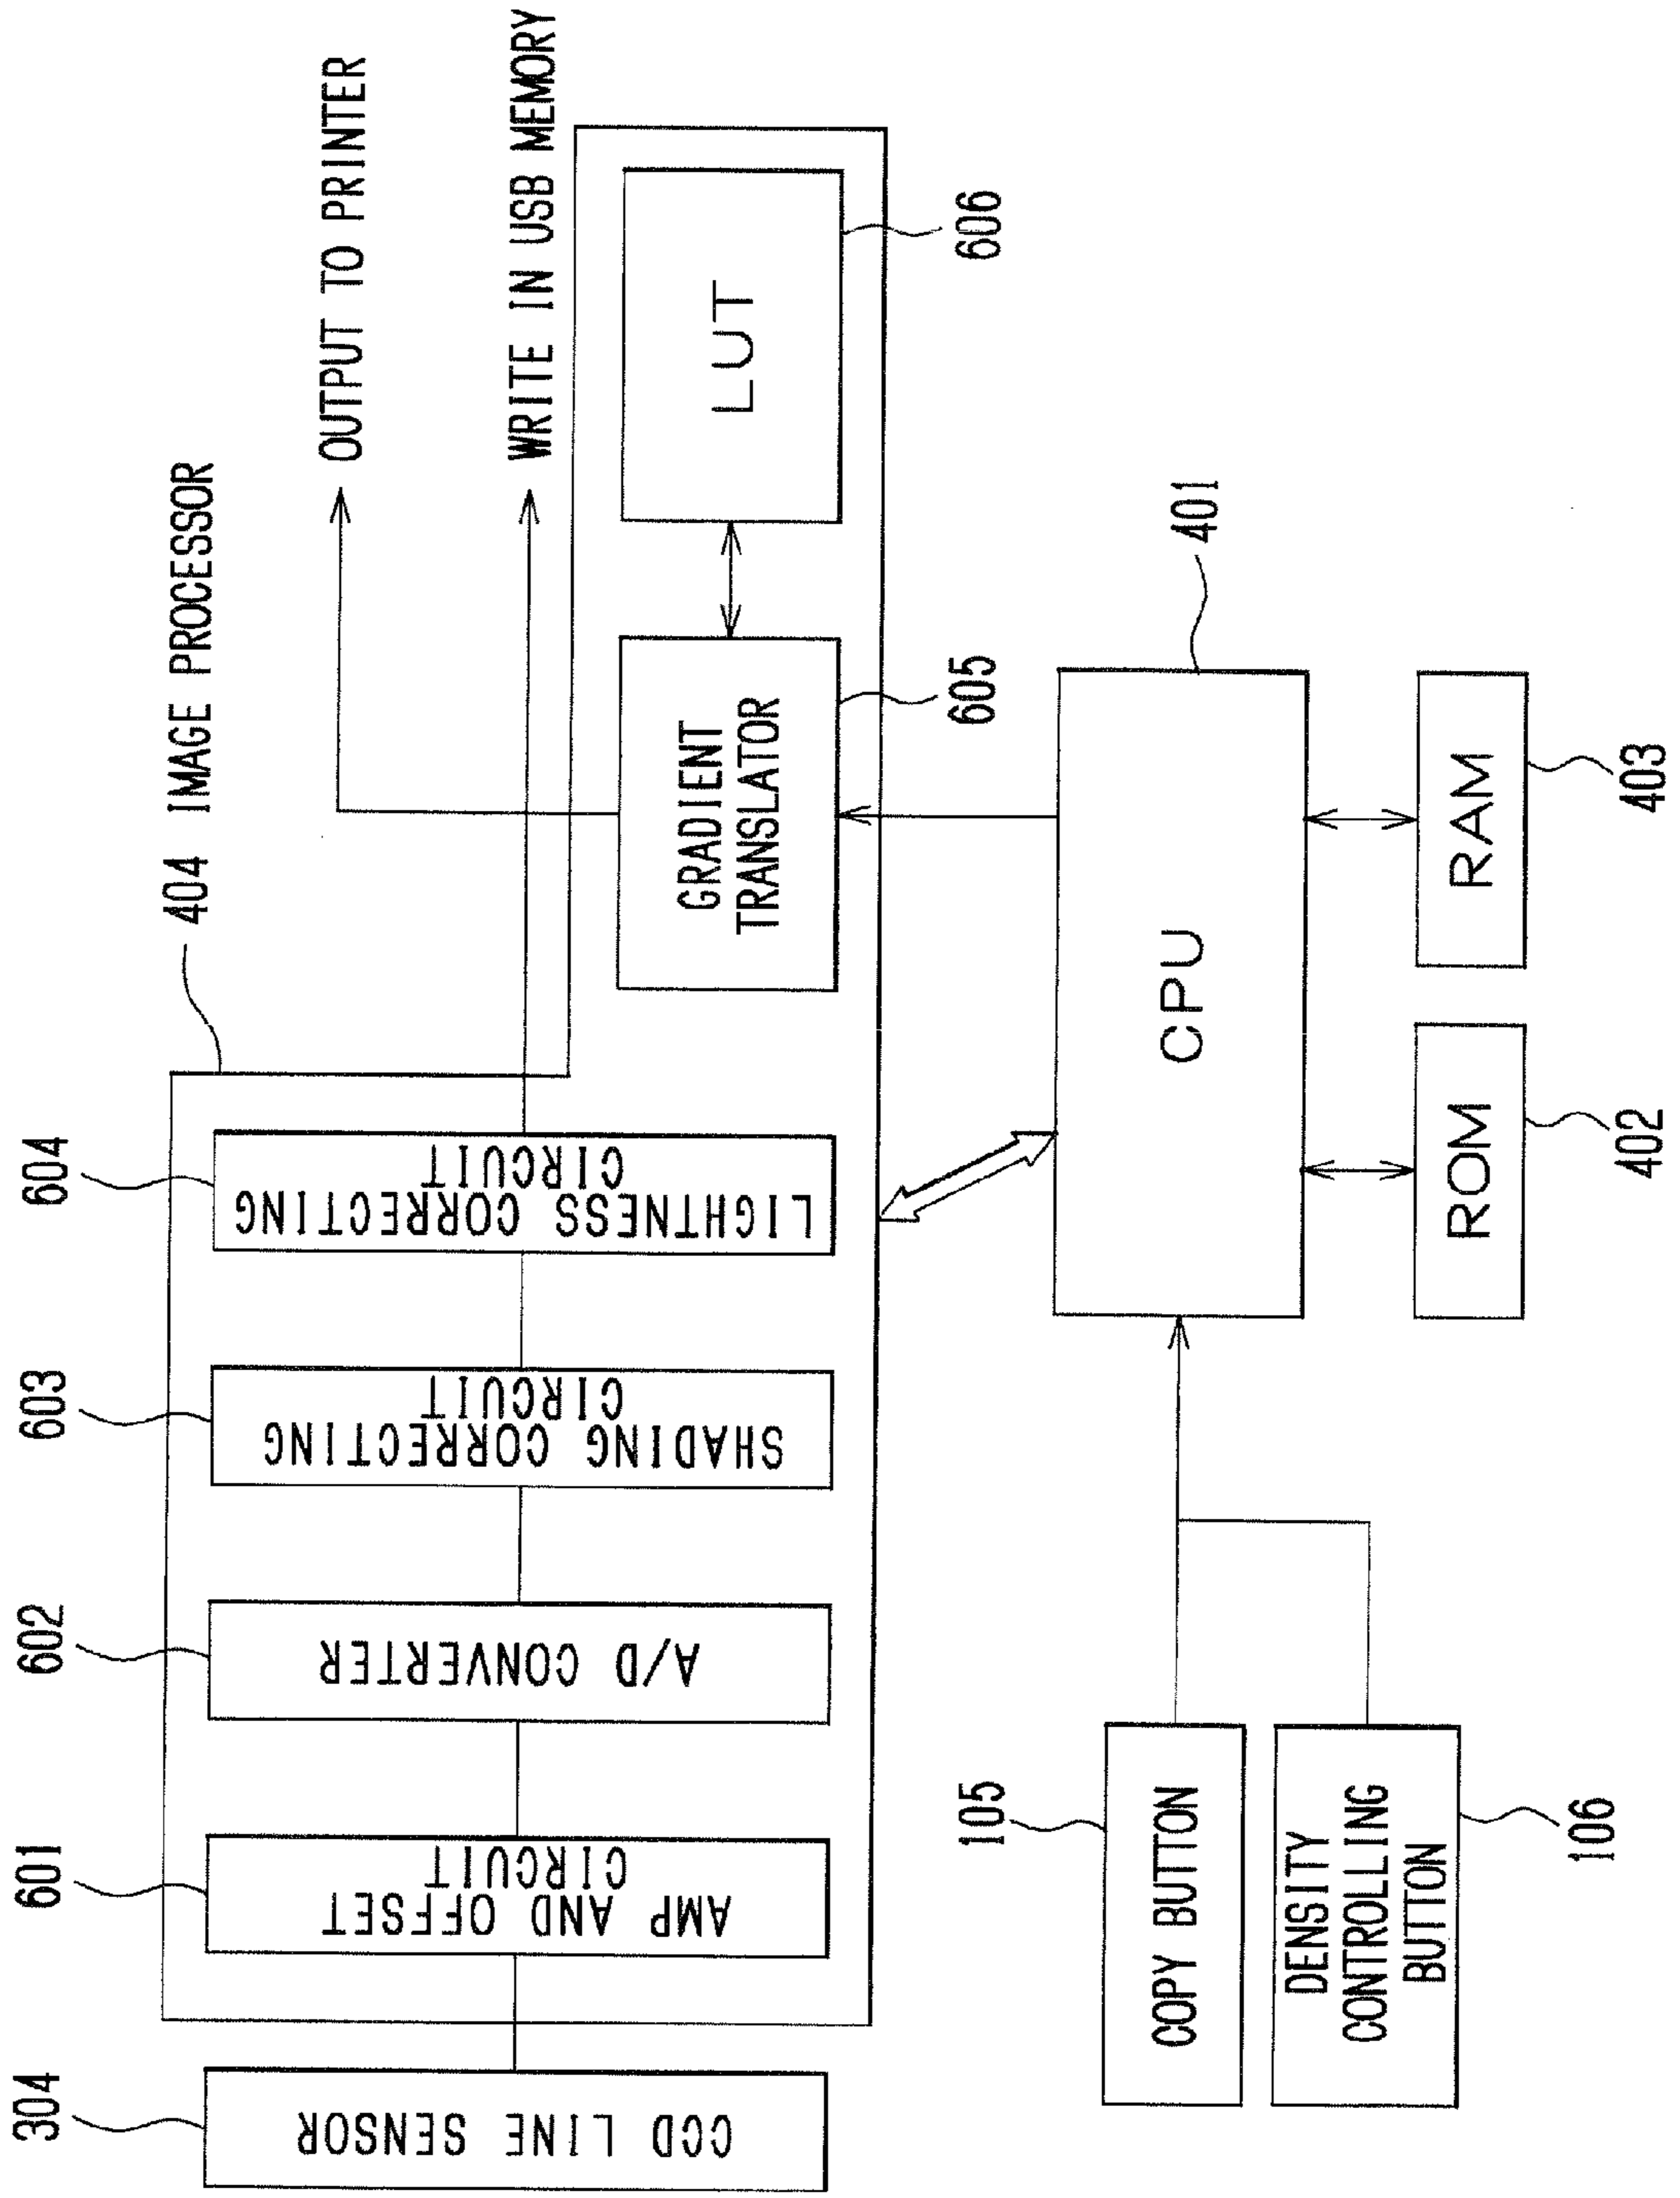 304
CCD LINE SENSOR
601
AMP AND OFFSET
CIRCUIT
602
A/D CONVERTER
603
SHADING CORRECTING
CIRCUIT
604
LIGHTNESS CORRECTING
CIRCUIT
404 IMAGE PROCESSOR
OUTPUT TO PRINTER
WRITE IN USB MEMORY
GRADIENT
TRANSLATOR
605
LUT
606
105
COPY BUTTON
DENSITY
CONTROLLING
BUTTON
106
CPU
401
ROM
402
RAM
403